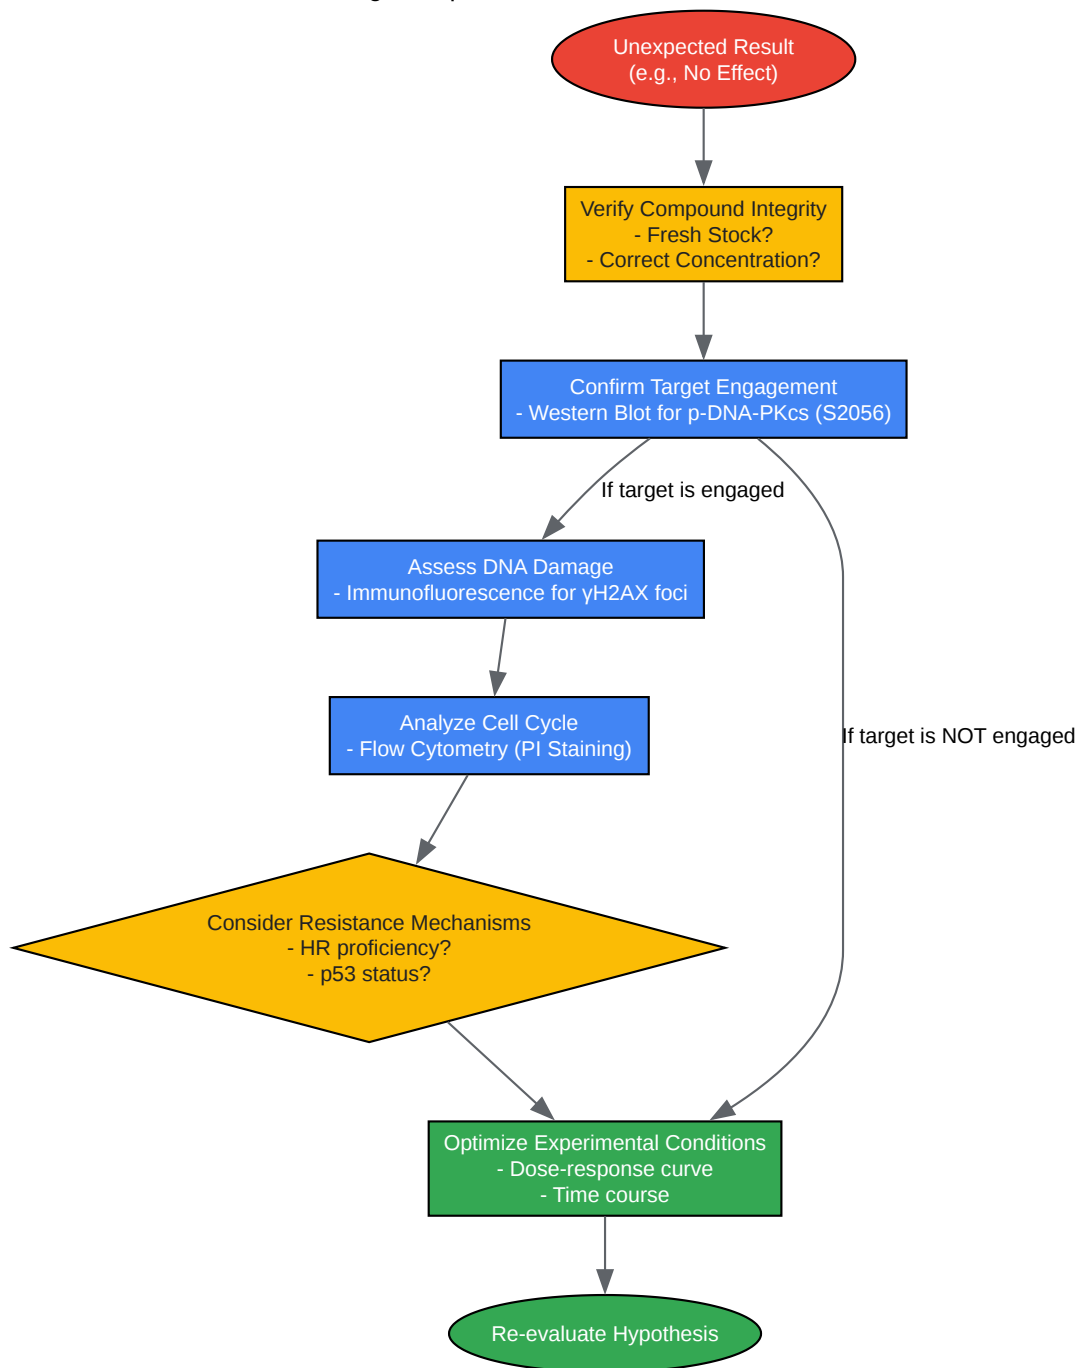 Unexpected Result
(e.g., No Effect)
Verify Compound Integrity
- Fresh Stock?
- Correct Concentration?
Confirm Target Engagement
- Western Blot for p-DNA-PKcs (S2056)
If target is engaged
Assess DNA Damage
- Immunofluorescence for γH2AX foci
Analyze Cell Cycle
- Flow Cytometry (PI Staining)
If target is NOT engaged
Consider Resistance Mechanisms
- HR proficiency?
- p53 status?
Optimize Experimental Conditions
- Dose-response curve
- Time course
Re-evaluate Hypothesis